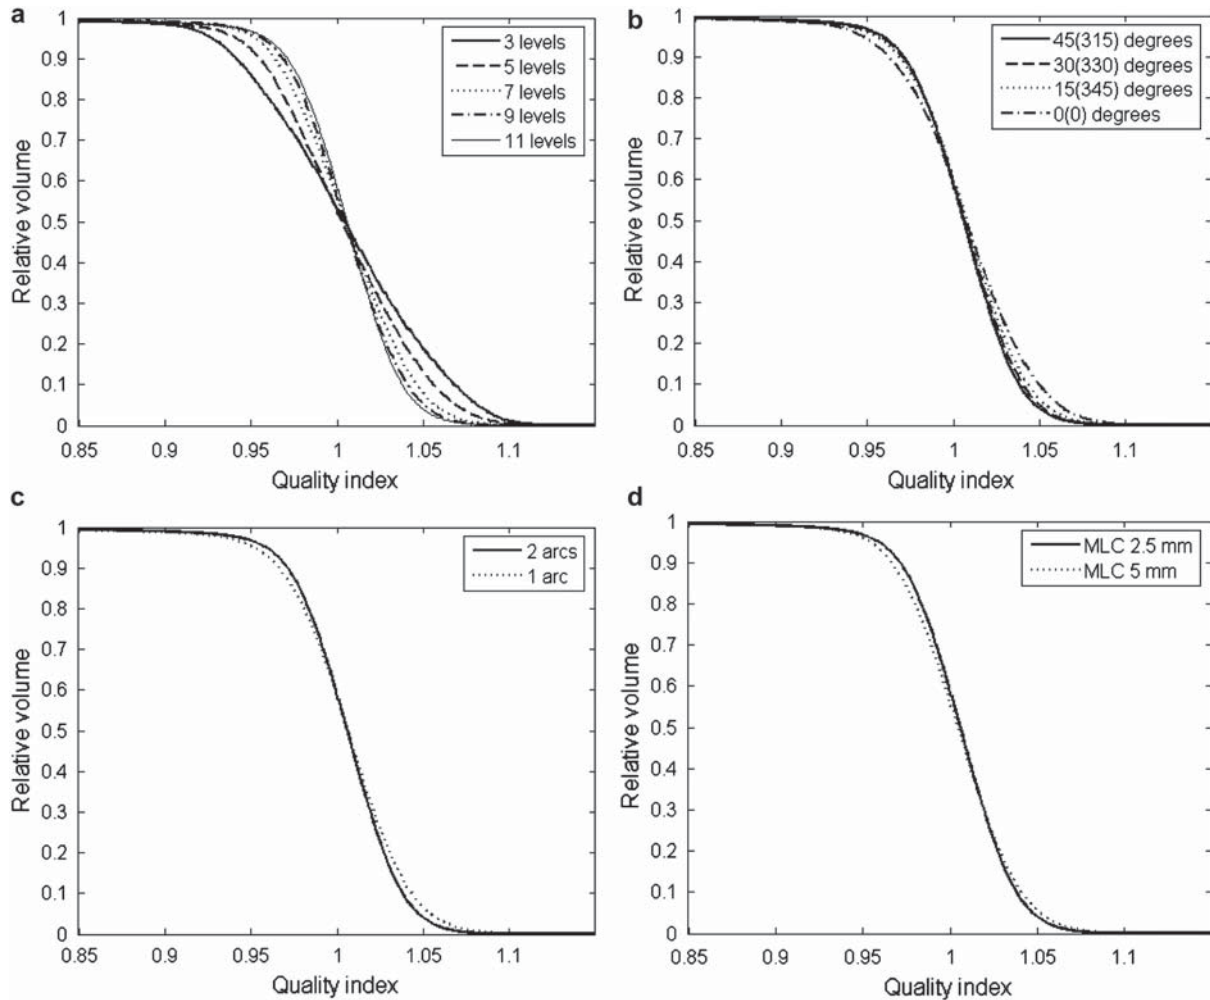 a
Relative volume
1
0.9
0.8
0.7
0.6
0.5
0.4
0.3
0.2
0.1
0
0.85
0.9
0.95
1
1.05
1.1
Quality index
3 levels
5 levels
7 levels
9 levels
11 levels
b
Relative volume
1
0.9
0.8
0.7
0.6
0.5
0.4
0.3
0.2
0.1
0
0.85
0.9
0.95
1
1.05
1.1
Quality index
45(315) degrees
30(330) degrees
15(345) degrees
0(0) degrees
c
Relative volume
1
0.9
0.8
0.7
0.6
0.5
0.4
0.3
0.2
0.1
0
0.85
0.9
0.95
1
1.05
1.1
Quality index
2 arcs
1 arc
d
Relative volume
1
0.9
0.8
0.7
0.6
0.5
0.4
0.3
0.2
0.1
0
0.85
0.9
0.95
1
1.05
1.1
Quality index
MLC 2.5 mm
MLC 5 mm